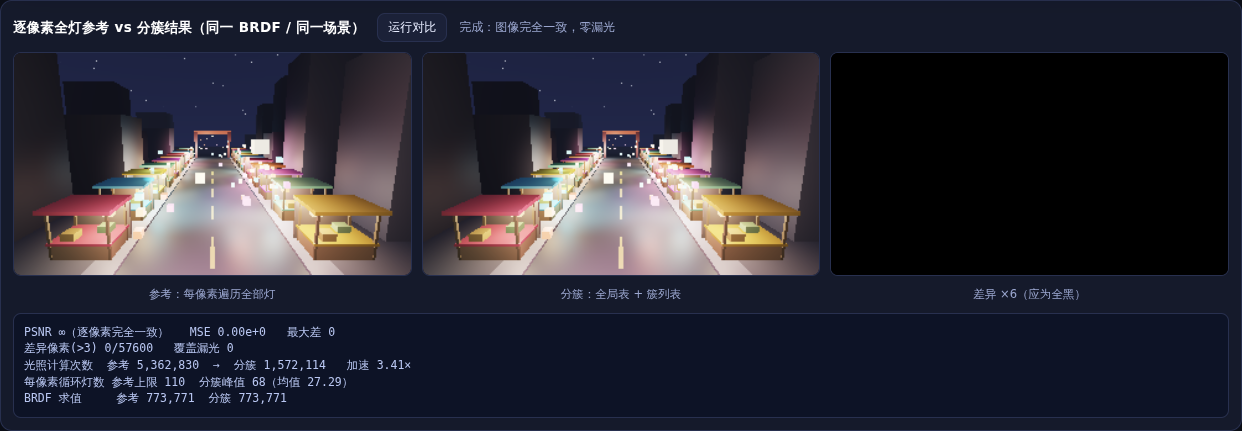 逐像素全灯参考 vs 分簇结果（同一 BRDF / 同一场景） 运行对比 完成：图像完全一致，零漏光
参考：每像素遍历全部灯 分簇：全局表 + 簇列表 差异 ×6（应为全黑）
PSNR ∞（逐像素完全一致） MSE 0.00e+0 最大差 0
差异像素(>3) 0/57600 覆盖漏光 0
光照计算次数 参考 5,362,830 → 分簇 1,572,114 加速 3.41×
每像素循环灯数 参考上限 110 分簇峰值 68（均值 27.29）
BRDF 求值 参考 773,771 分簇 773,771